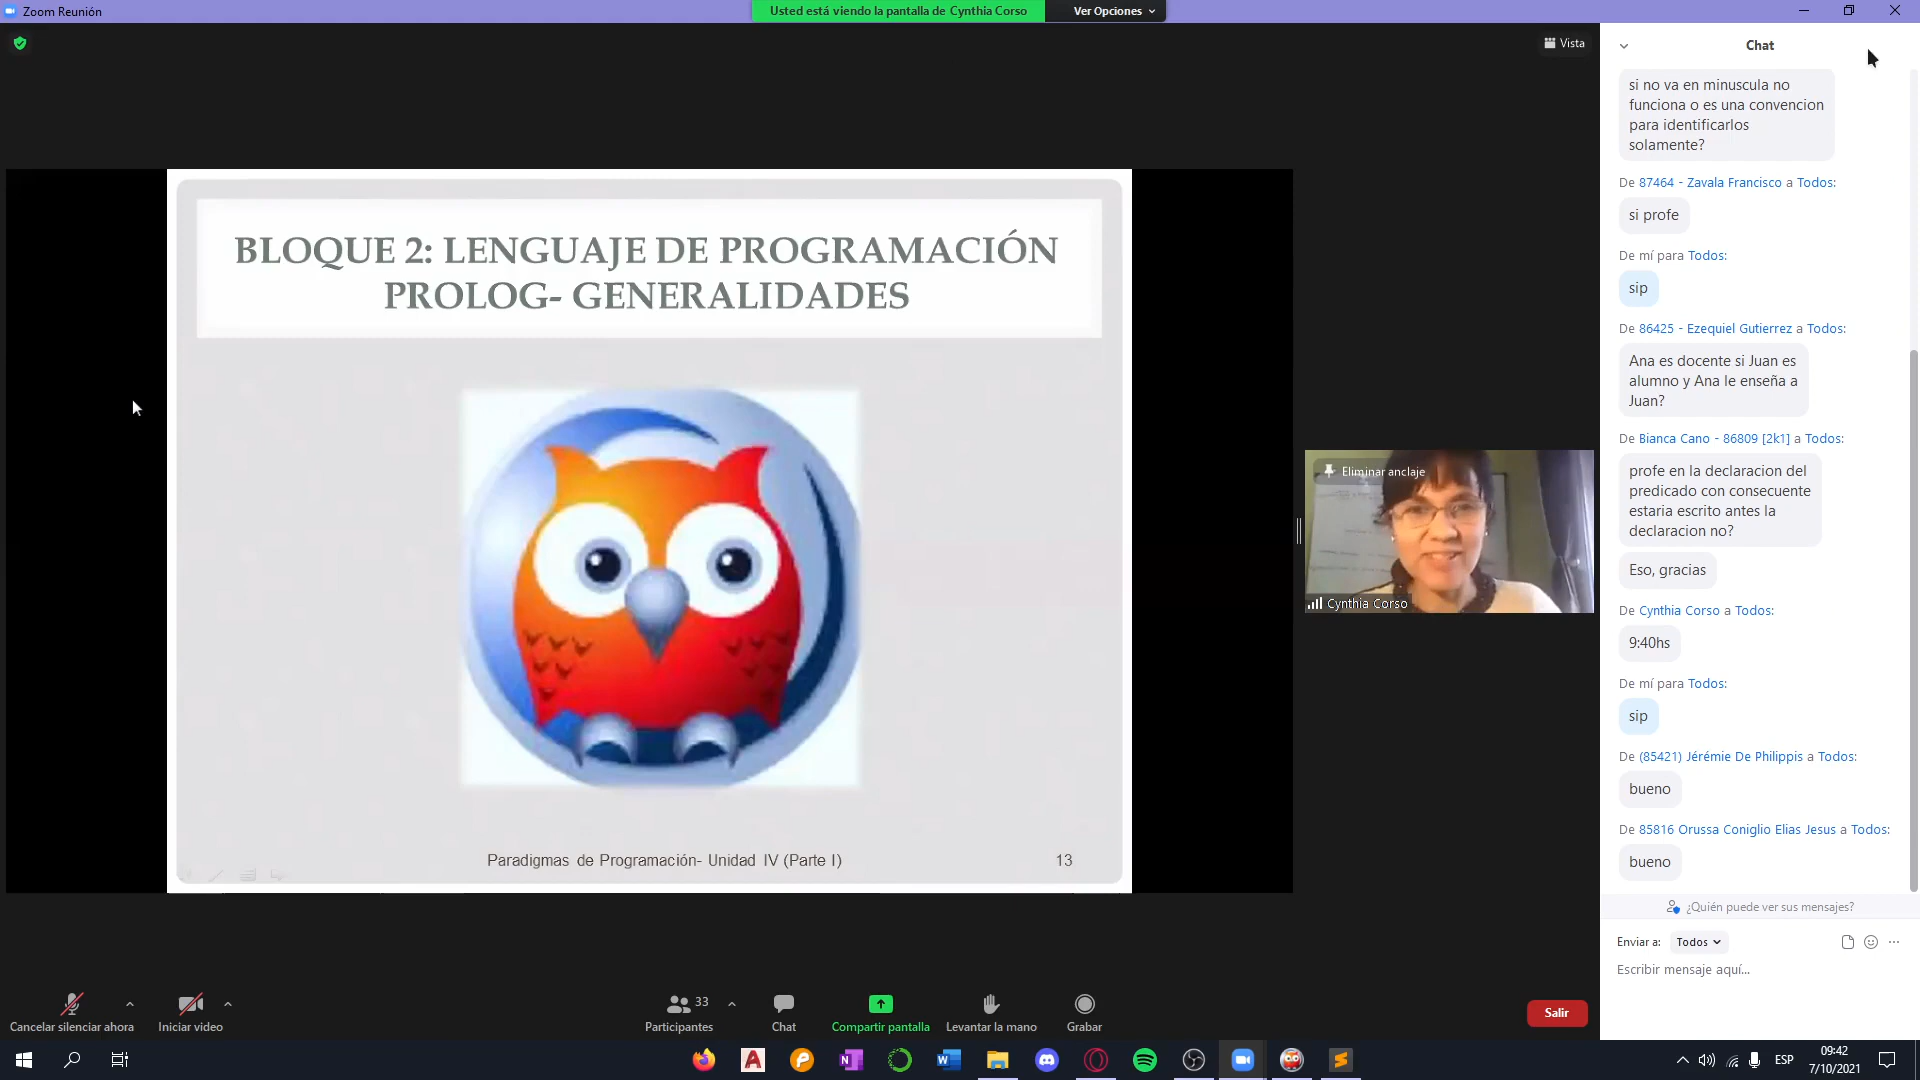 Zoom Reunión
Usted está viendo la pantalla de Cynthia Corso
Ver Opciones
Vista
BLOQUE 2: LENGUAJE DE PROGRAMACIÓN
PROLOG- GENERALIDADES
Paradigmas de Programación- Unidad IV (Parte I)
13
Eliminar anclaje
Cynthia Corso
Chat
si no va en minuscula no
funciona o es una convencion
para identificarlos
solamente?
De 87464 - Zavala Francisco a Todos:
si profe
De mí para Todos:
sip
De 86425 - Ezequiel Gutierrez a Todos:
Ana es docente si Juan es
alumno y Ana le enseña a
Juan?
De Bianca Cano - 86809 [2k1] a Todos:
profe en la declaracion del
predicado con consecuente
estaria escrito antes la
declaracion no?
Eso, gracias
De Cynthia Corso a Todos:
9:40hs
De mí para Todos:
sip
De (85421) Jérémie De Philippis a Todos:
bueno
De 85816 Orussa Coniglio Elias Jesus a Todos:
bueno
¿Quién puede ver sus mensajes?
Enviar a: Todos
Escribir mensaje aquí...
Cancelar silenciar ahora
Iniciar video
33
Participantes
Chat
Compartir pantalla
Levantar la mano
Grabar
Salir
ESP
09:42
7/10/2021